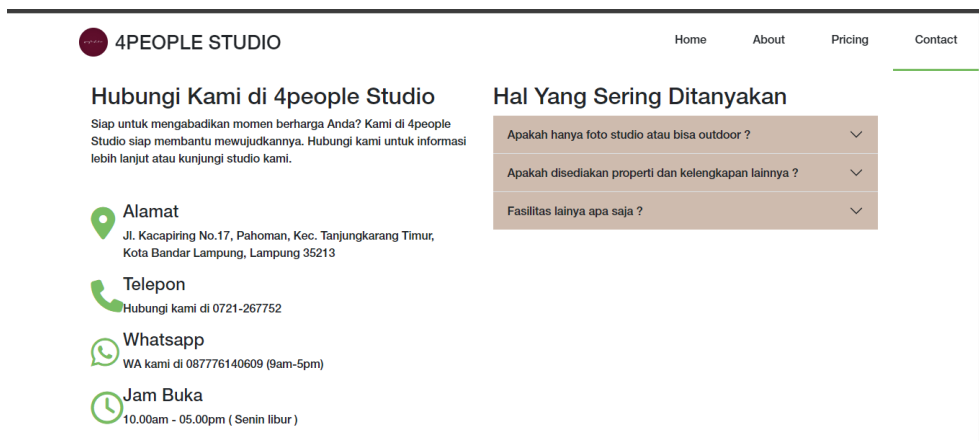 4PEOPLE STUDIO
Home
About
Pricing
Contact
Hubungi Kami di 4people Studio
Siap untuk mengabadikan momen berharga Anda? Kami di 4people
Studio siap membantu mewujudkannya. Hubungi kami untuk informasi
lebih lanjut atau kunjungi studio kami.
Alamat
Jl. Kacapiring No.17, Pahoman, Kec. Tanjungkarang Timur,
Kota Bandar Lampung, Lampung 35213
Telepon
Hubungi kami di 0721-267752
Whatsapp
WA kami di 087776140609 (9am-5pm)
Jam Buka
10.00am - 05.00pm ( Senin libur )
Hal Yang Sering Ditanyakan
Apakah hanya foto studio atau bisa outdoor ?
Apakah disediakan properti dan kelengkapan lainnya ?
Fasilitas lainya apa saja ?